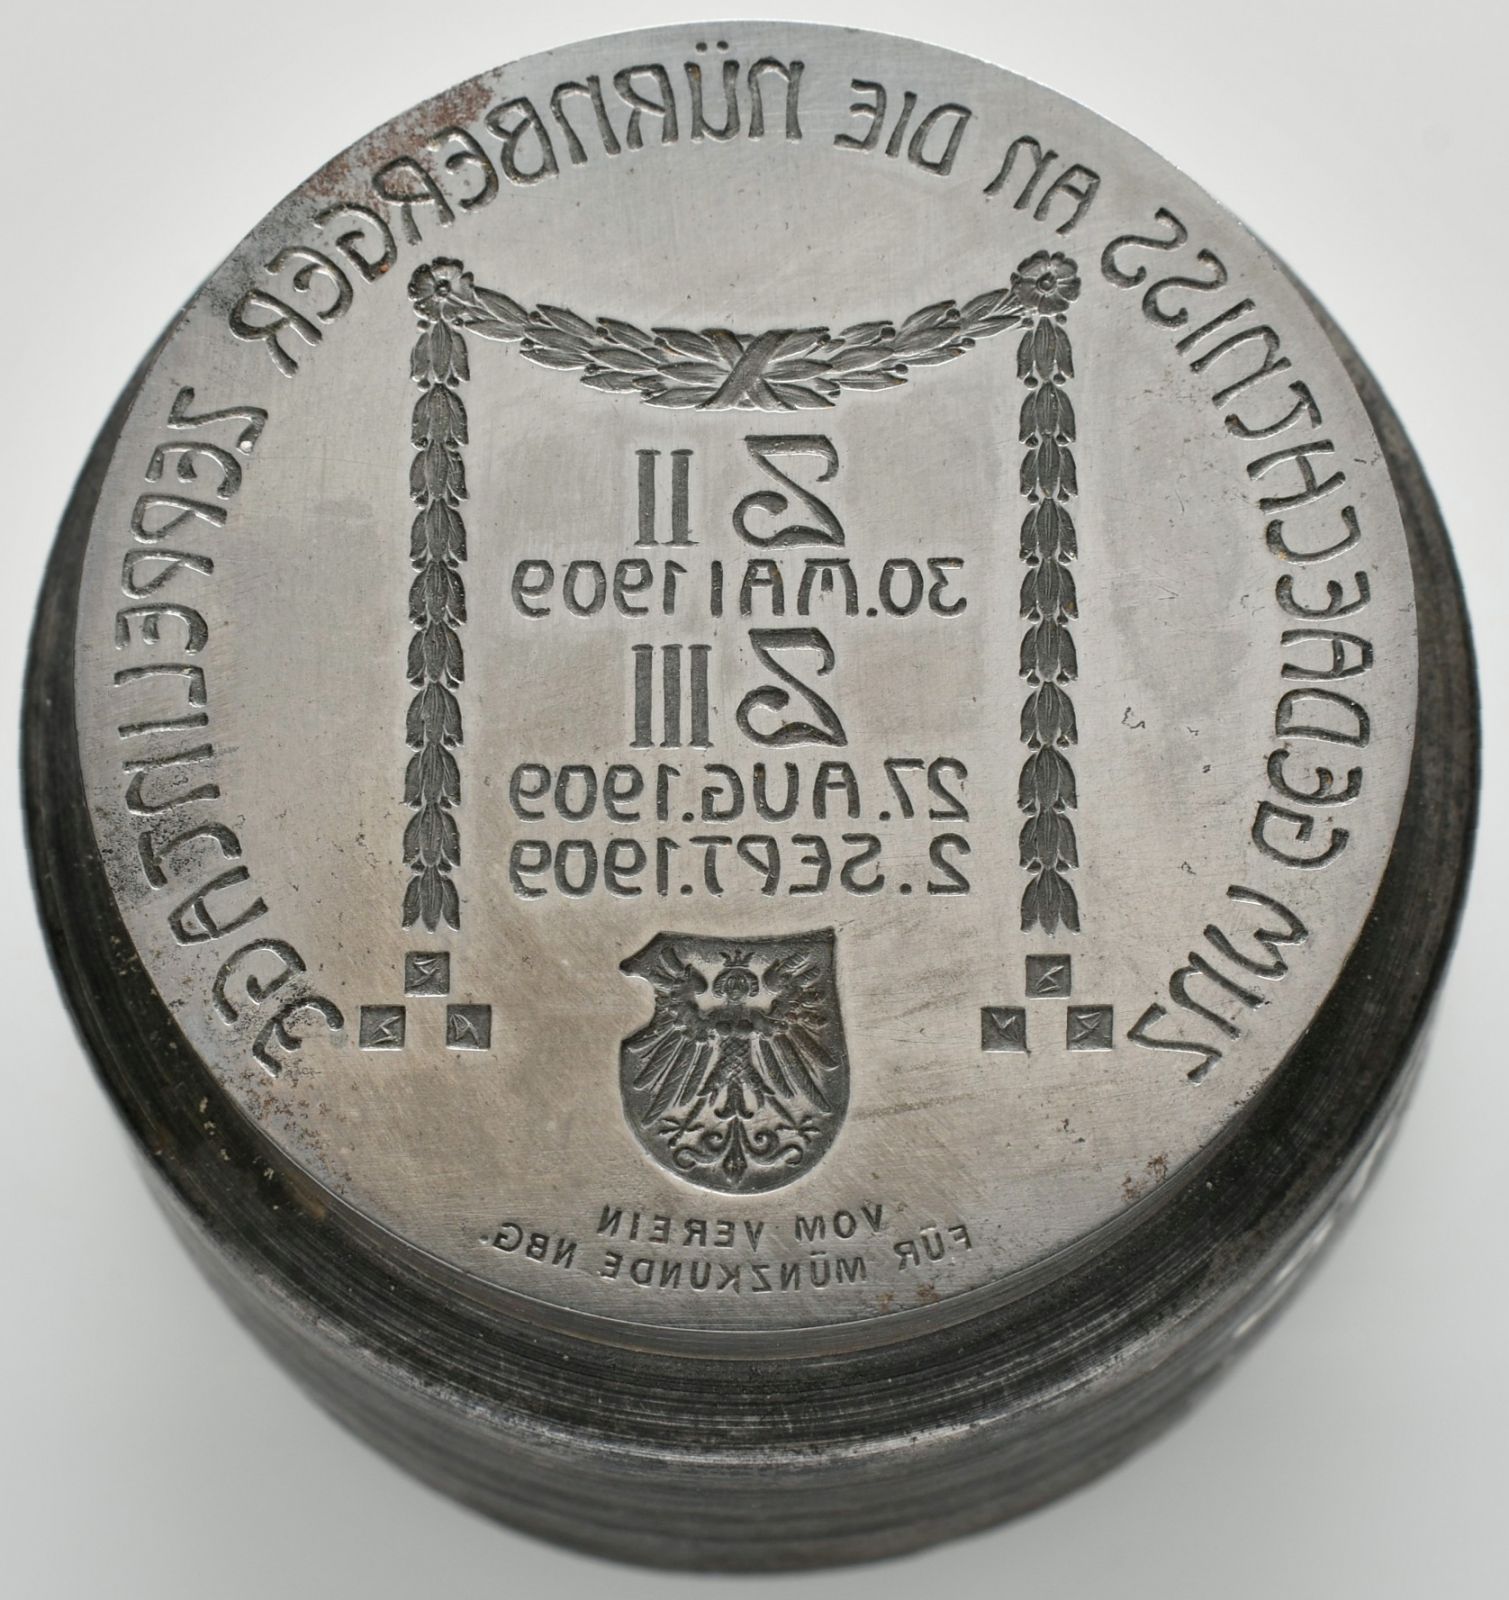 ZUM GEDAECHTNISS AN DIE NÜRNBERGER ZEPPELINTAGE
Z II
30. MAI 1909
Z III
27. AUG. 1909
2. SEPT. 1909
VOM VEREIN
FÜR MÜNZKUNDE NBG.